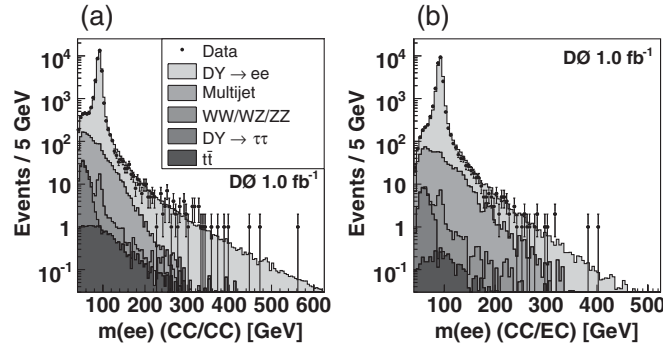 (a)
Events / 5 GeV
10⁴
10³
10²
10
1
10⁻¹
Data
DY → ee
Multijet
WW/WZ/ZZ
DY → ττ
tt̄
DØ 1.0 fb⁻¹
100 200 300 400 500 600
m(ee) (CC/CC) [GeV]
(b)
Events / 5 GeV
10⁴
10³
10²
10
1
10⁻¹
DØ 1.0 fb⁻¹
100 200 300 400 500
m(ee) (CC/EC) [GeV]